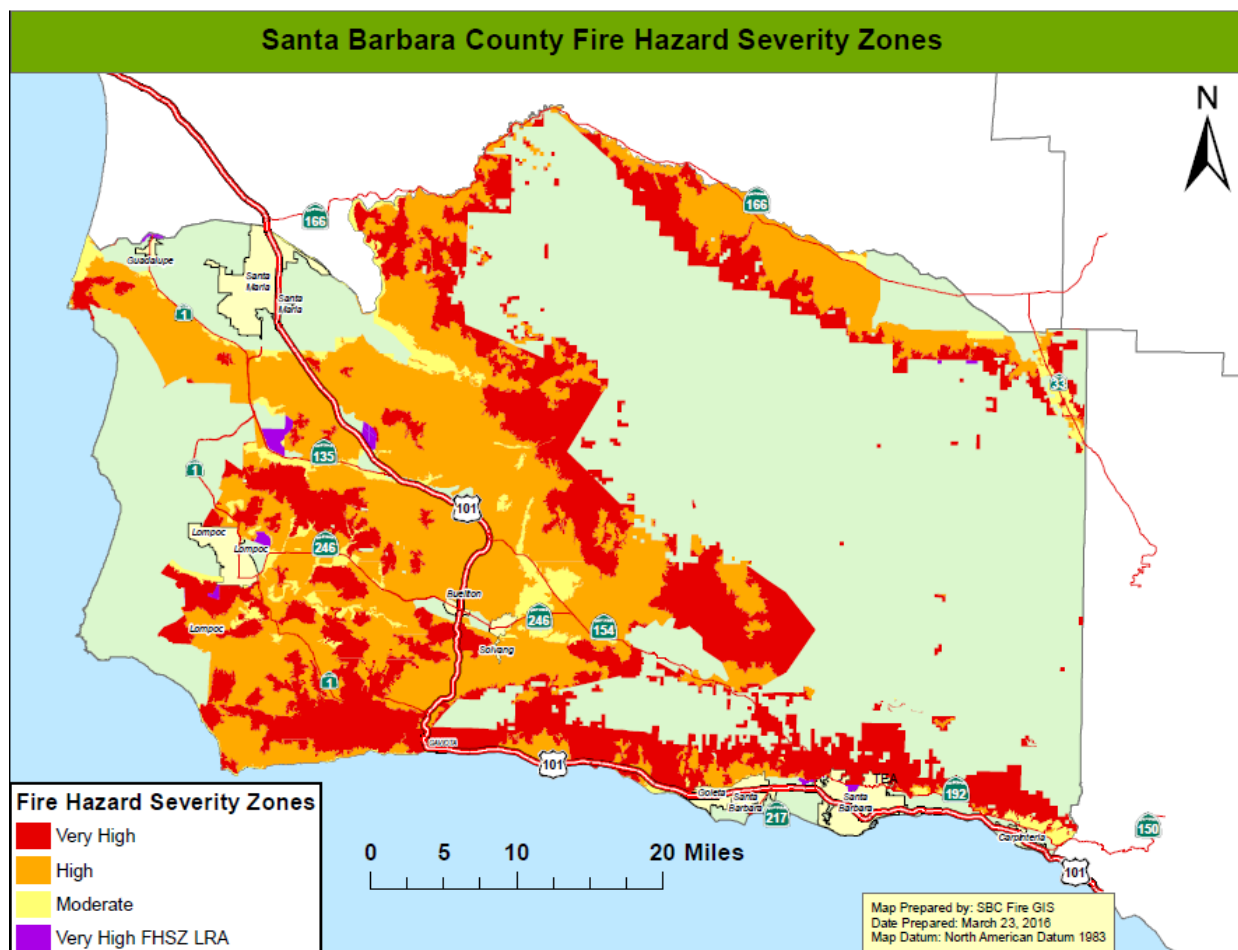 Santa Barbara County Fire Hazard Severity Zones
N
166
166
Guadalupe
Santa
Maria
Santa
Maria
1
33
135
1
101
Lompoc
Lompoc
246
Buellton
246
154
Solvang
Lompoc
1
GAVIOTA
101
Goleta
Santa
Barbara
217
Santa
Barbara
TEA
192
Carpinteria
150
101
Fire Hazard Severity Zones
Very High
High
Moderate
Very High FHSZ LRA
0 5 10 20 Miles
Map Prepared by: SBC Fire GIS
Date Prepared: March 23, 2016
Map Datum: North American Datum 1983